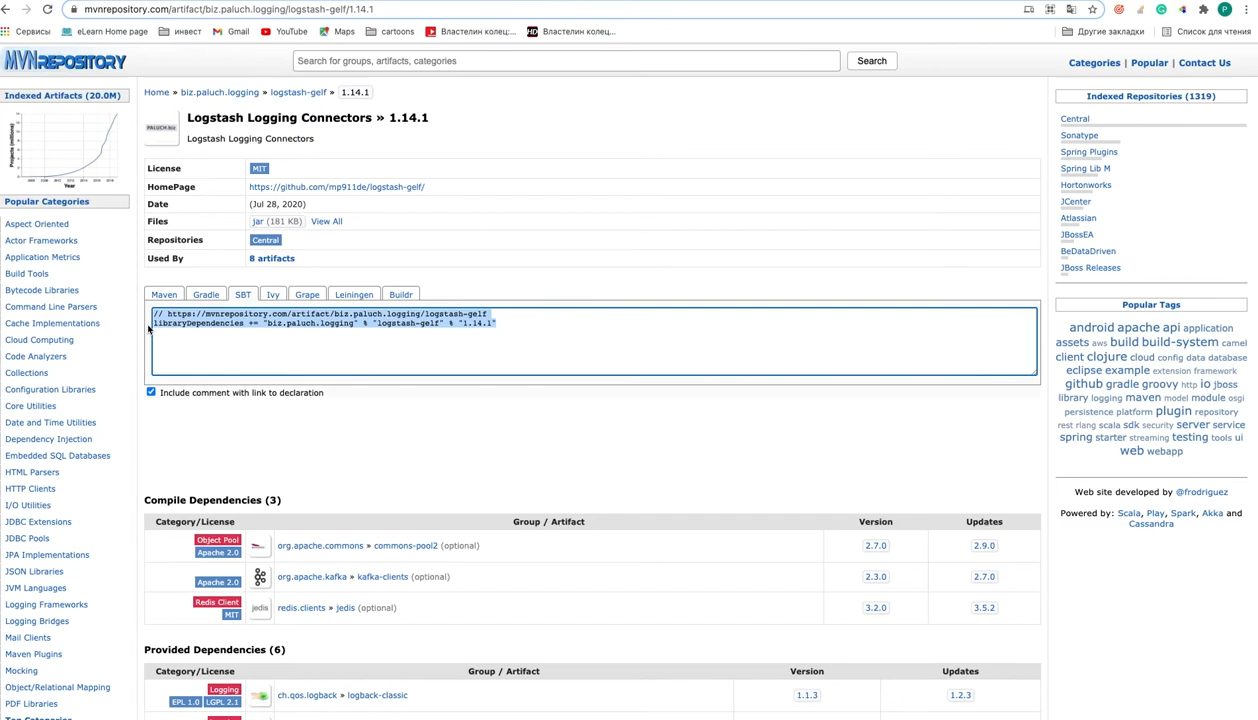 mvnrepository.com/artifact/biz.paluch.logging/logstash-gelf/1.14.1
Сервисы
eLearn Home page
инвест
Gmail
YouTube
Maps
cartoons
Властелин колец:...
Властелин колец...
Другие закладки
Список для чтения
MVNREPOSITORY
Search for groups, artifacts, categories
Search
Categories | Popular | Contact Us
Indexed Artifacts (20.0M)
Projects (millions)
Year
Popular Categories
Aspect Oriented
Actor Frameworks
Application Metrics
Build Tools
Bytecode Libraries
Command Line Parsers
Cache Implementations
Cloud Computing
Code Analyzers
Collections
Configuration Libraries
Core Utilities
Date and Time Utilities
Dependency Injection
Embedded SQL Databases
HTML Parsers
HTTP Clients
I/O Utilities
JDBC Extensions
JDBC Pools
JPA Implementations
JSON Libraries
JVM Languages
Logging Frameworks
Logging Bridges
Mail Clients
Maven Plugins
Mocking
Object/Relational Mapping
PDF Libraries
Top Categories
Home » biz.paluch.logging » logstash-gelf » 1.14.1
PALUCH.biz
Logstash Logging Connectors » 1.14.1
Logstash Logging Connectors
License MIT
HomePage https://github.com/mp911de/logstash-gelf/
Date (Jul 28, 2020)
Files jar (181 KB) View All
Repositories Central
Used By 8 artifacts
Maven Gradle SBT Ivy Grape Leiningen Buildr
// https://mvnrepository.com/artifact/biz.paluch.logging/logstash-gelf
libraryDependencies += "biz.paluch.logging" % "logstash-gelf" % "1.14.1"
Include comment with link to declaration
Compile Dependencies (3)
Category/License Group / Artifact Version Updates
Object Pool
Apache 2.0
org.apache.commons » commons-pool2 (optional) 2.7.0 2.9.0
Apache 2.0
org.apache.kafka » kafka-clients (optional) 2.3.0 2.7.0
Redis Client
MIT
jedis
redis.clients » jedis (optional) 3.2.0 3.5.2
Provided Dependencies (6)
Category/License Group / Artifact Version Updates
Logging
EPL 1.0 LGPL 2.1
ch.qos.logback » logback-classic 1.1.3 1.2.3
Indexed Repositories (1319)
Central
Sonatype
Spring Plugins
Spring Lib M
Hortonworks
JCenter
Atlassian
JBossEA
BeDataDriven
JBoss Releases
Popular Tags
android apache api application
assets aws build build-system camel
client clojure cloud config data database
eclipse example extension framework
github gradle groovy http io jboss
library logging maven model module osgi
persistence platform plugin repository
rest rlang scala sdk security server service
spring starter streaming testing tools ui
web webapp
Web site developed by @frodriguez
Powered by: Scala, Play, Spark, Akka and
Cassandra